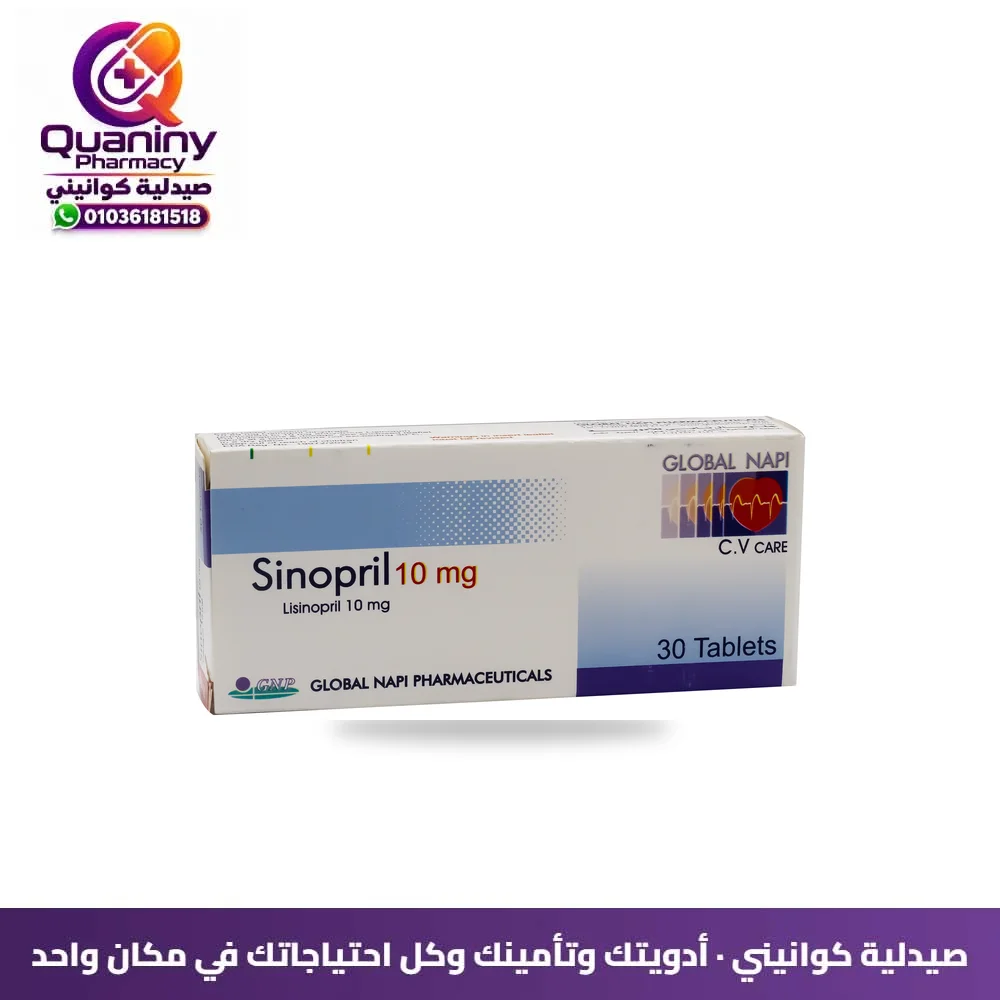 Quaniny
Pharmacy
صيدلية كوانيني
01036181518
GLOBAL NAPI
C.V CARE
Sinopril 10 mg
Lisinopril 10 mg
30 Tablets
GNP GLOBAL NAPI PHARMACEUTICALS
صيدلية كوانيني · أدويتك وتأمينك وكل احتياجاتك في مكان واحد